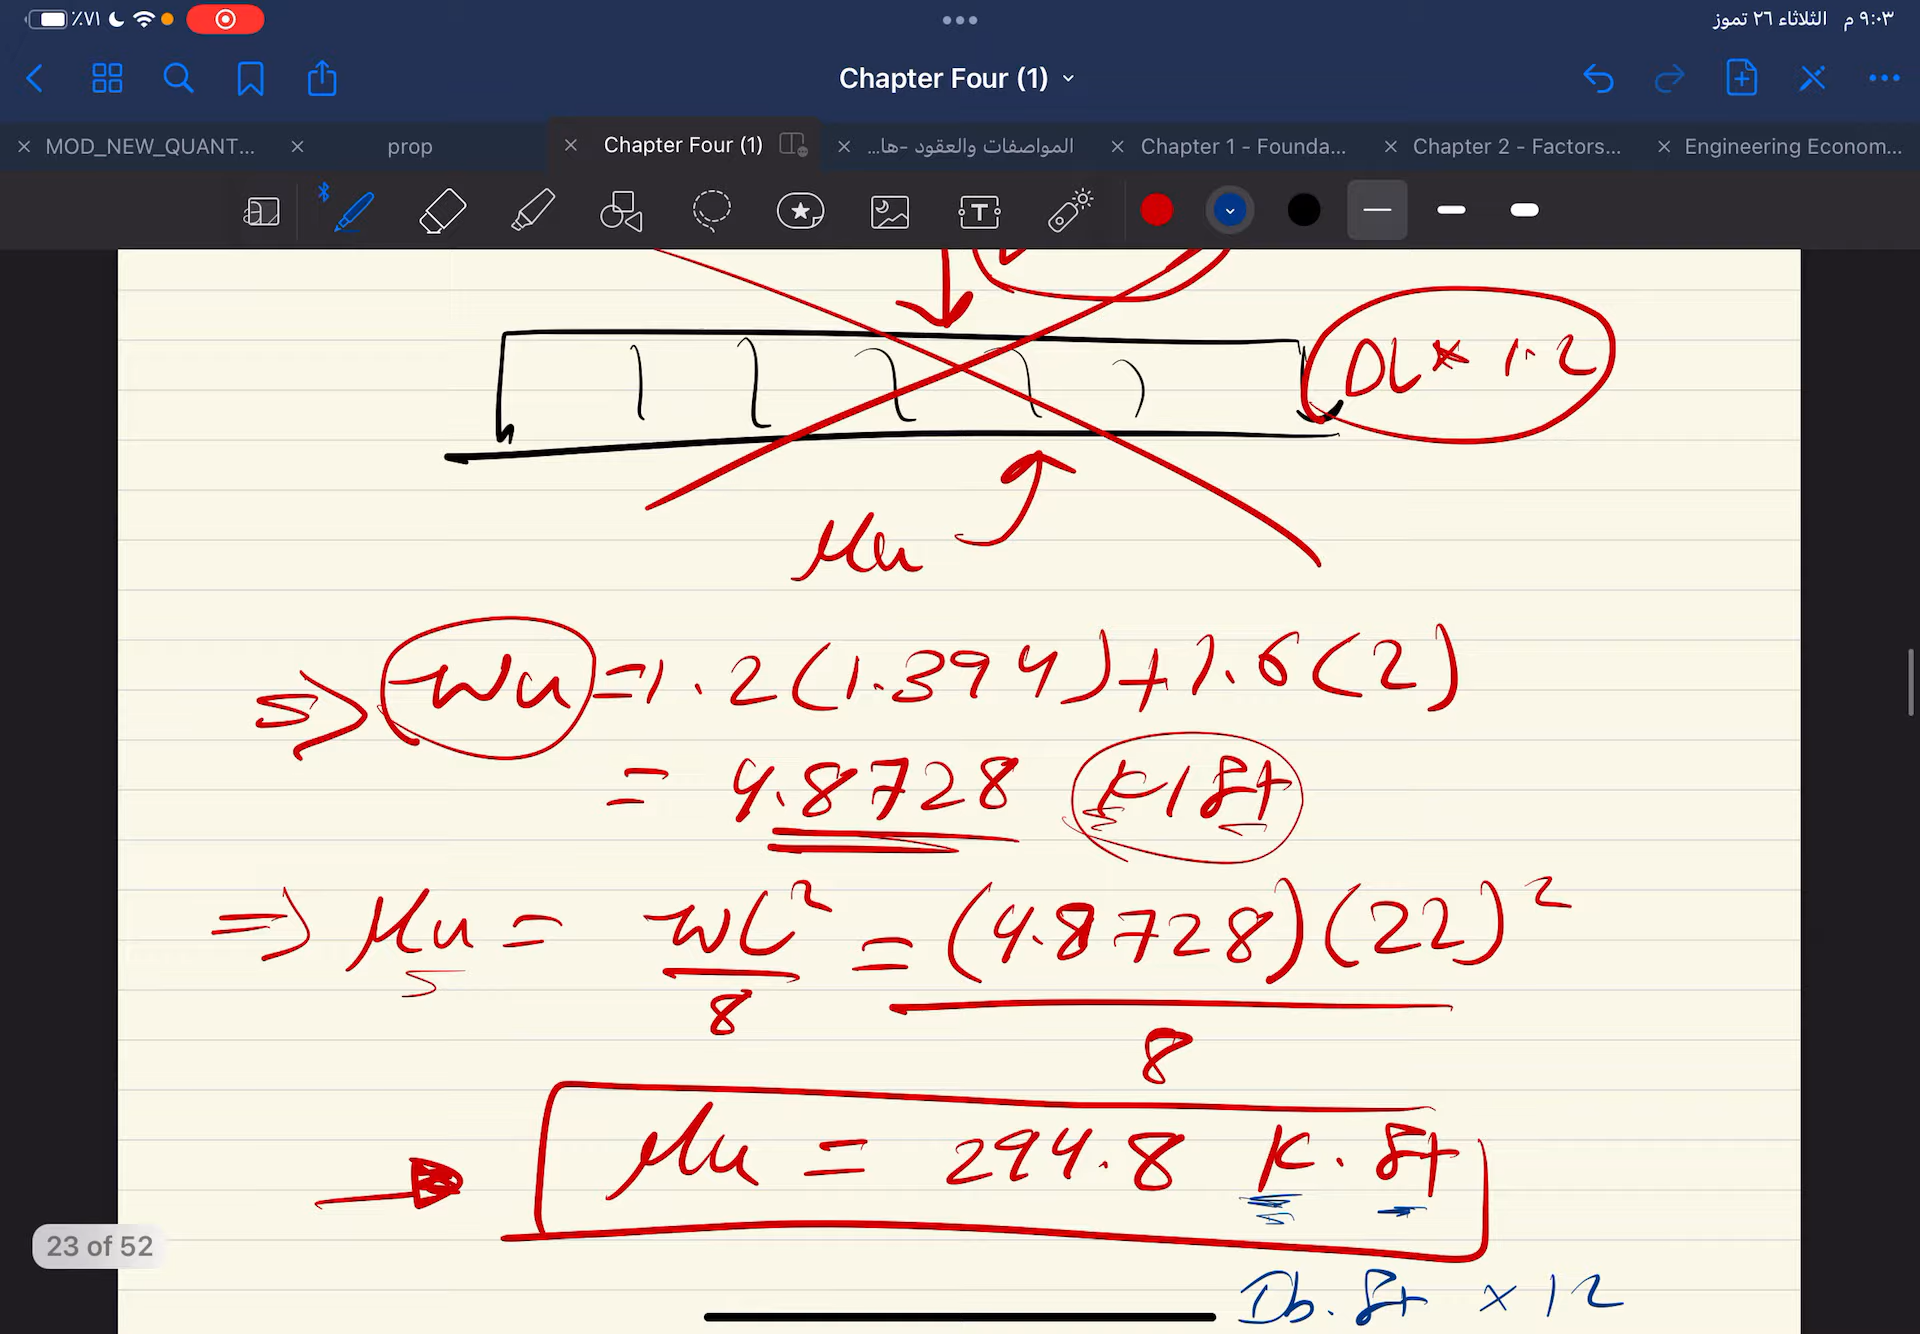 ٪٧١ ٩:٠٣ م الثلاثاء ٢٦ تموز
Chapter Four (1)
MOD_NEW_QUANT... prop Chapter Four (1) المواصفات والعقود -ها... Chapter 1 - Founda... Chapter 2 - Factors... Engineering Econom...
DL * 1.2
Mu
⇒ Wu = 1.2(1.394)+1.6(2)
= 4.8728 K/ft
⇒ Mu = WL²/8 = (4.8728)(22)²/8
Mu = 294.8 K.ft
23 of 52
Ib.ft × 12